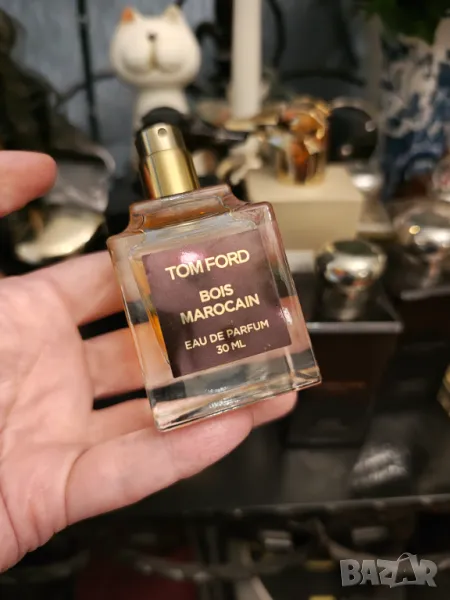 TOM FORD
BOIS
MAROCAIN
EAU DE PARFUM
30 ML
BAZAR